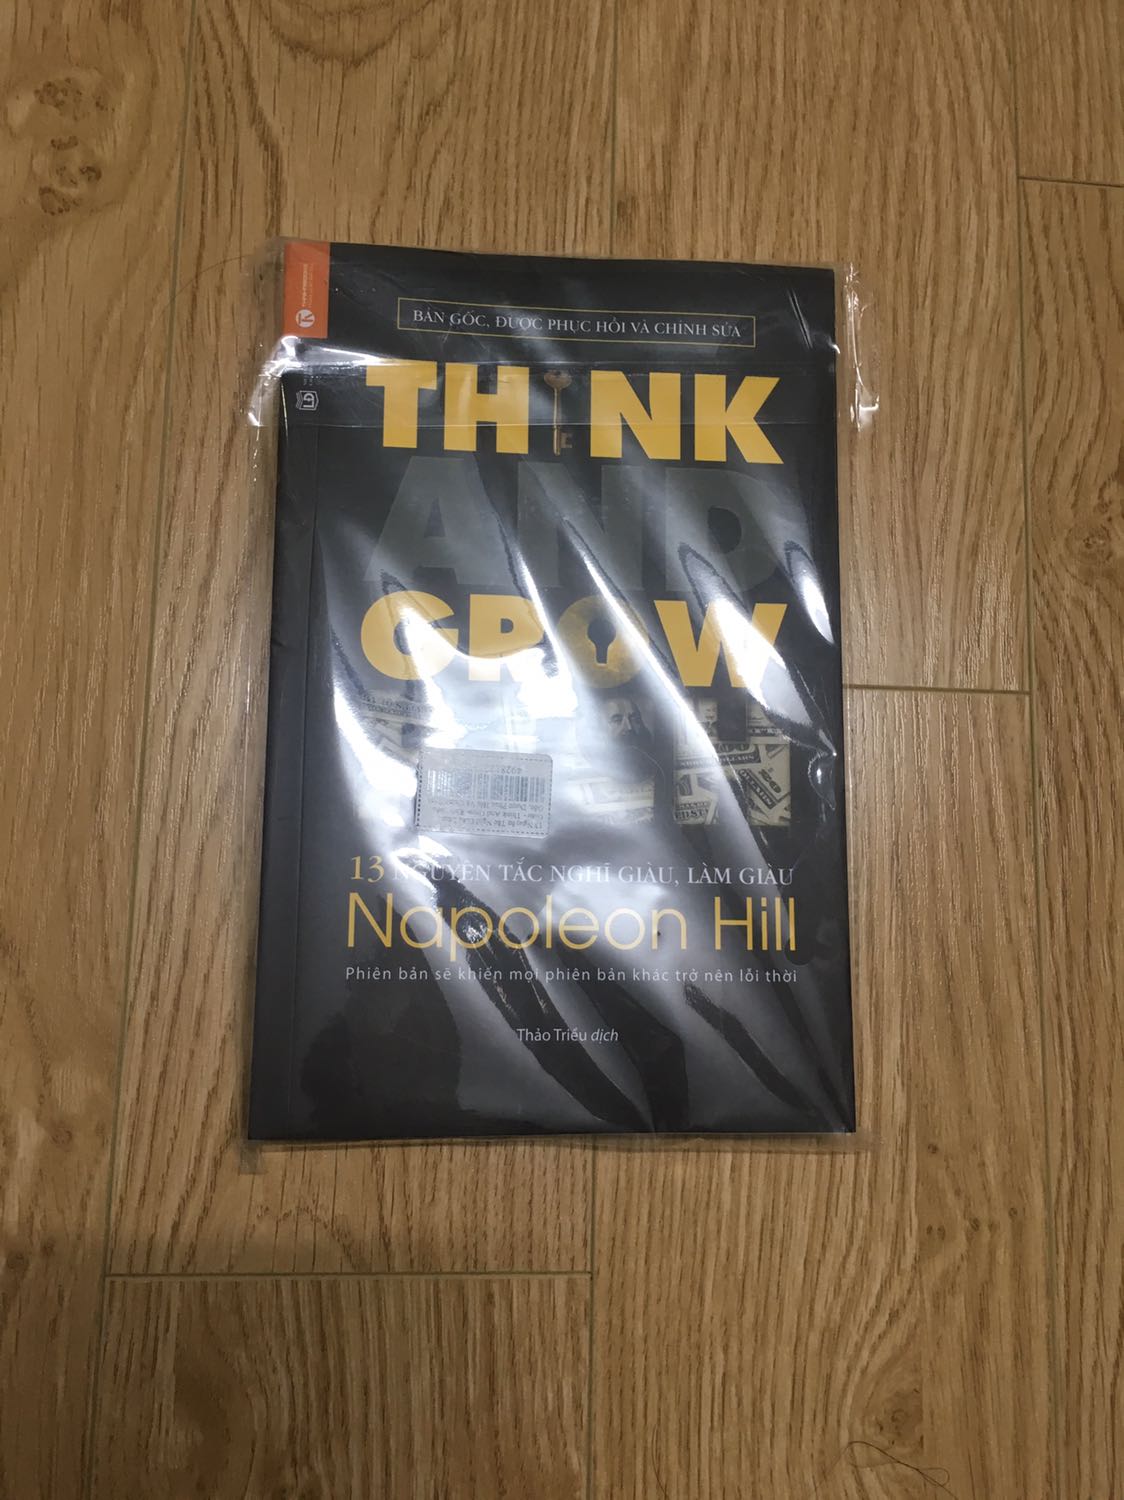 BẢN GỐC, ĐƯỢC PHỤC HỒI VÀ CHỈNH SỬA
THINK
AND
GROW
13 NGUYÊN TẮC NGHĨ GIÀU, LÀM GIÀU
Napoleon Hill
Phiên bản sẽ khiến mọi phiên bản khác trở nên lỗi thời
Thảo Triều dịch